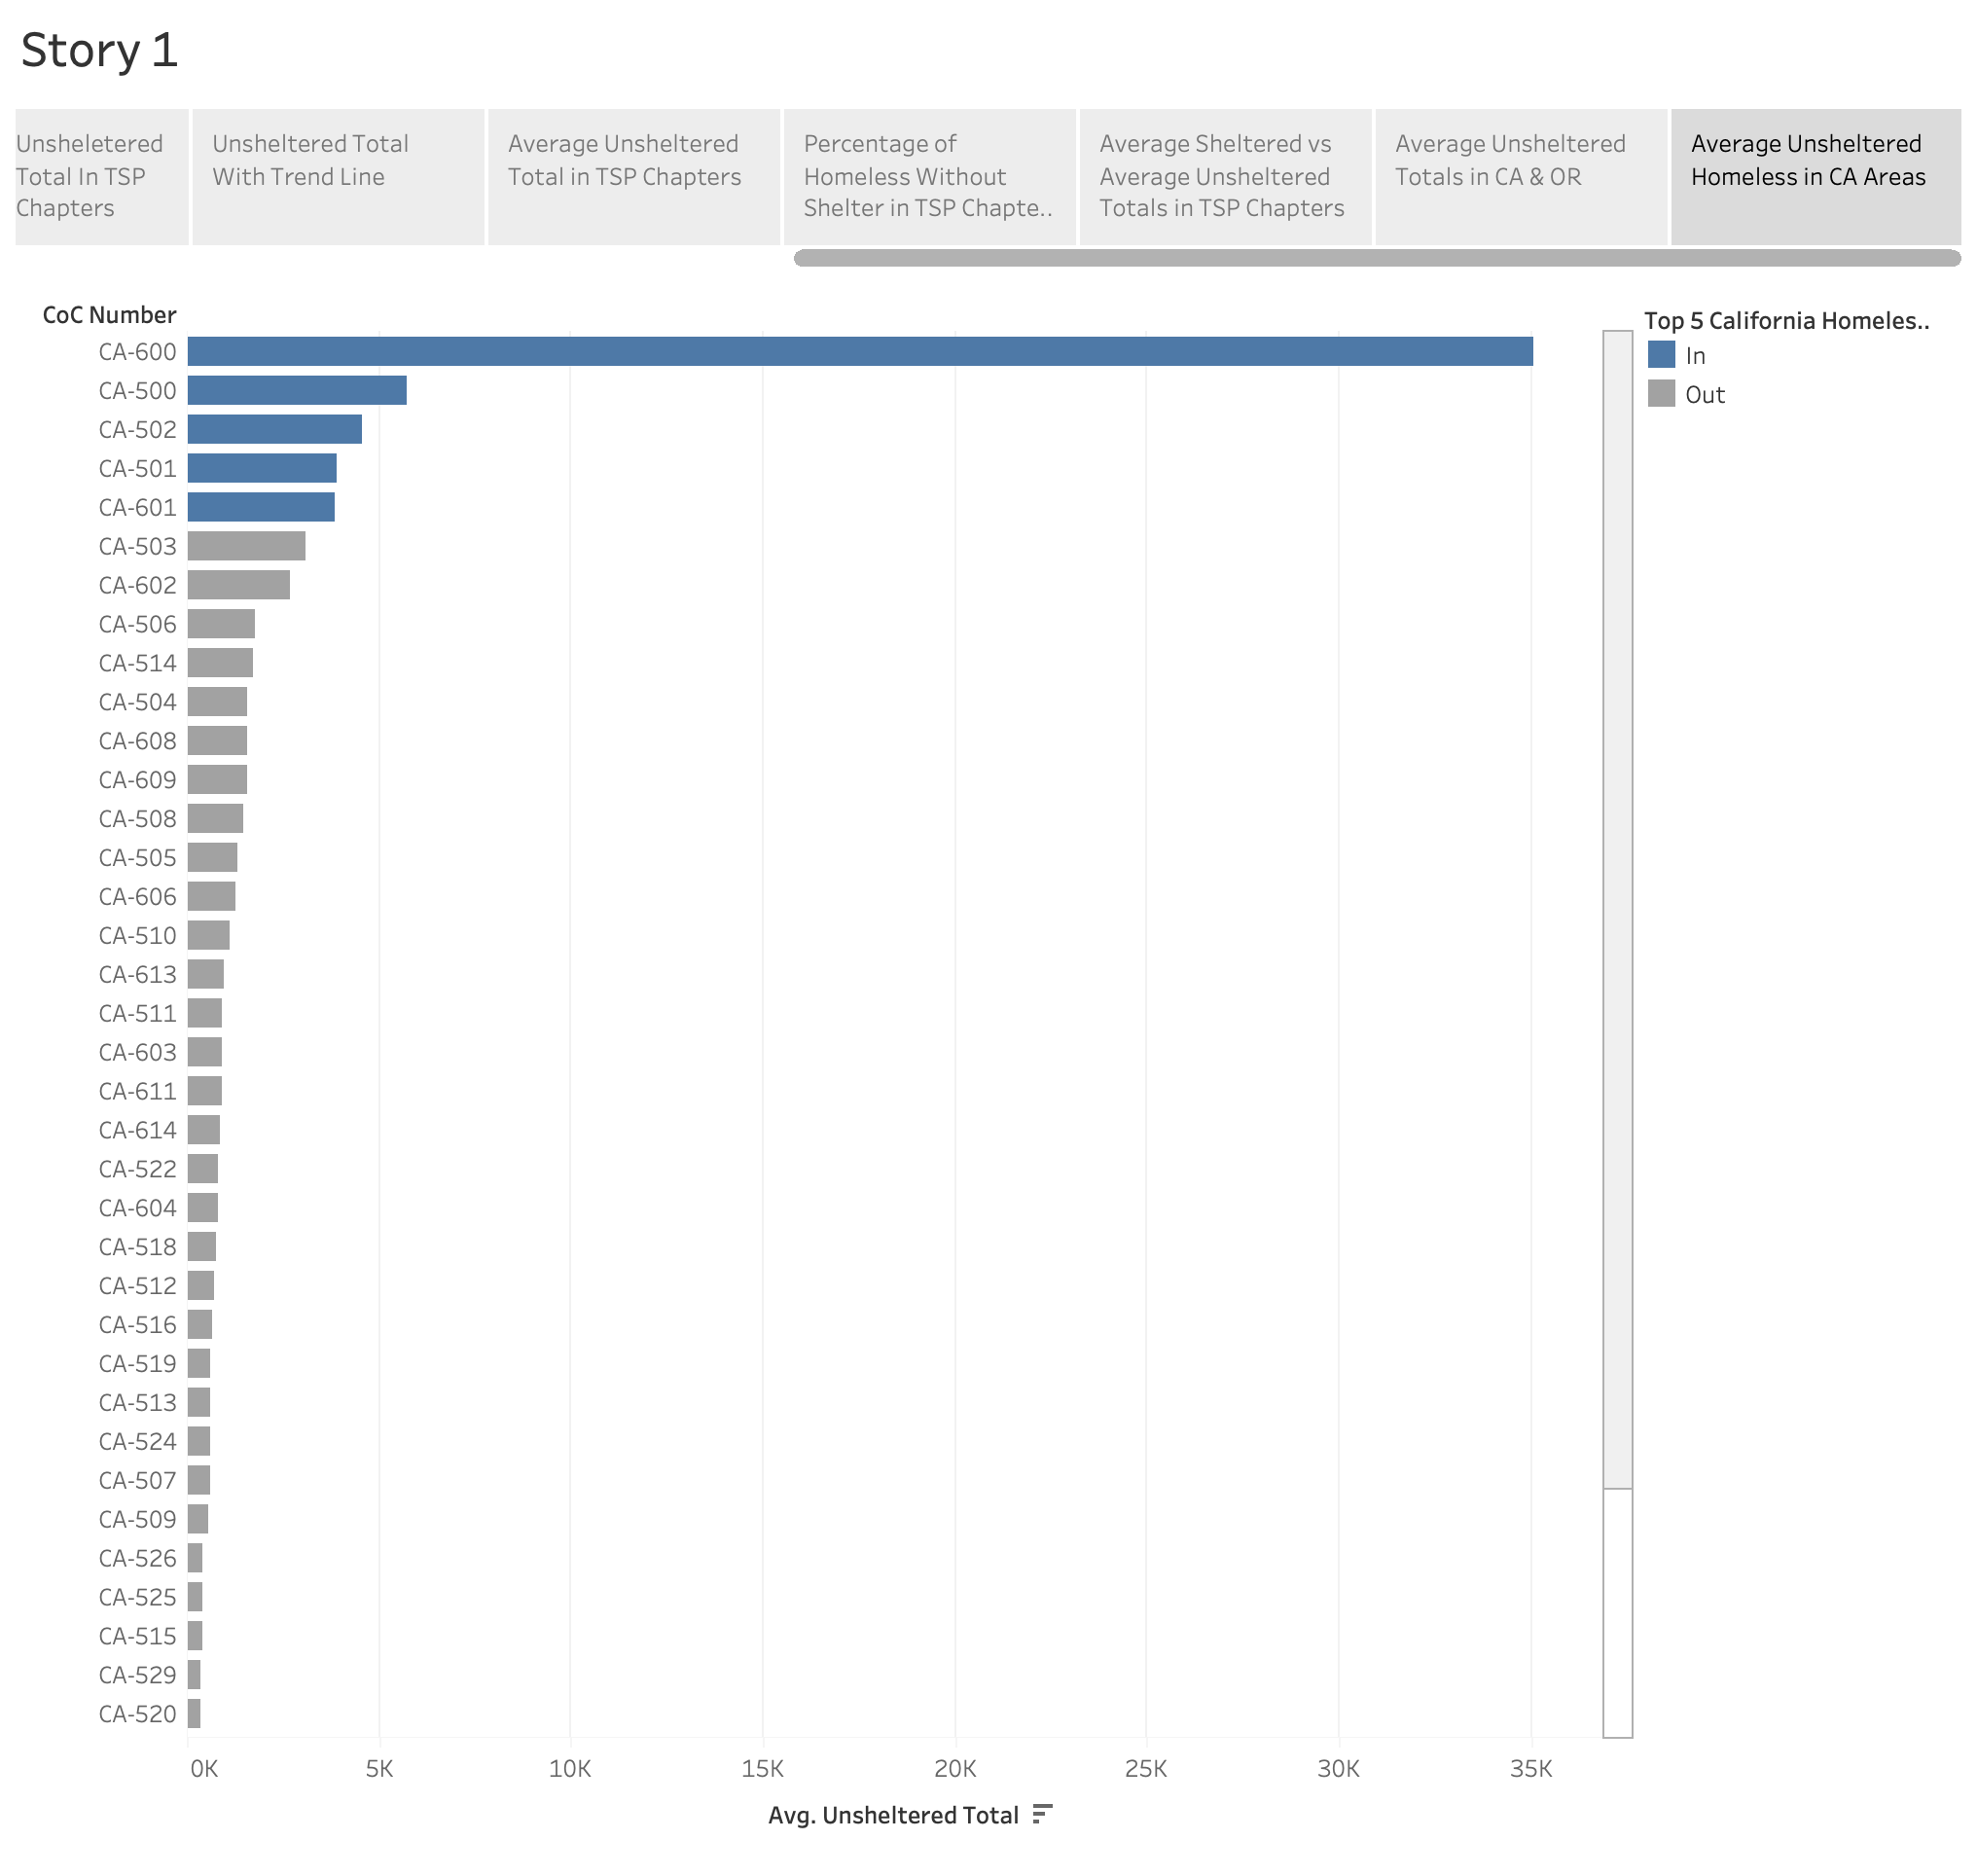 Story 1
Unsheletered
Total In TSP
Chapters
Unsheltered Total
With Trend Line
Average Unsheltered
Total in TSP Chapters
Percentage of
Homeless Without
Shelter in TSP Chapte..
Average Sheltered vs
Average Unsheltered
Totals in TSP Chapters
Average Unsheltered
Totals in CA & OR
Average Unsheltered
Homeless in CA Areas
CoC Number
CA-600
CA-500
CA-502
CA-501
CA-601
CA-503
CA-602
CA-506
CA-514
CA-504
CA-608
CA-609
CA-508
CA-505
CA-606
CA-510
CA-613
CA-511
CA-603
CA-611
CA-614
CA-522
CA-604
CA-518
CA-512
CA-516
CA-519
CA-513
CA-524
CA-507
CA-509
CA-526
CA-525
CA-515
CA-529
CA-520
0K 5K 10K 15K 20K 25K 30K 35K
Avg. Unsheltered Total
Top 5 California Homeles..
In
Out